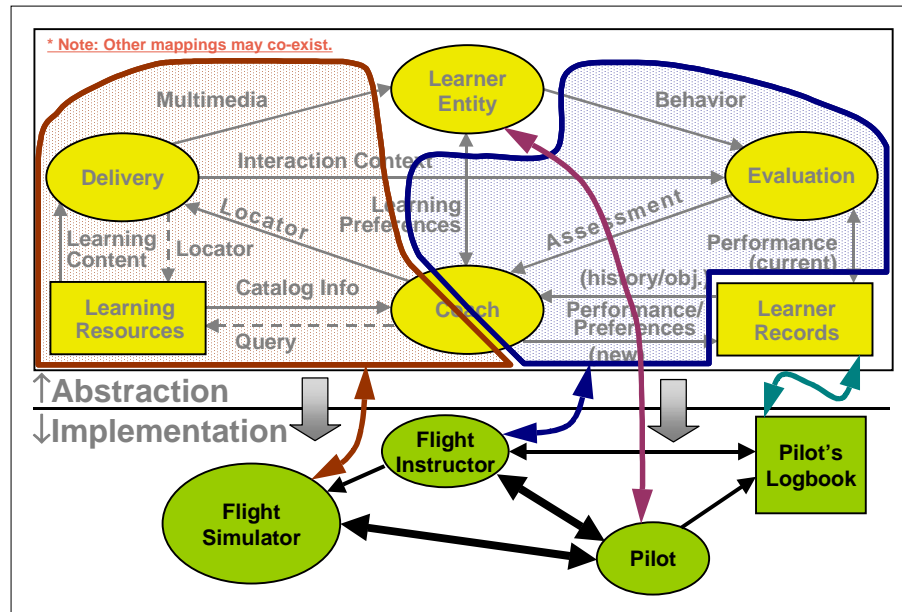 * Note: Other mappings may co-exist.
Learner
Entity
Multimedia
Behavior
Interaction Context
Delivery
Evaluation
Learning
Preferences
Locator
Assessment
Learning
Content
Locator
Performance
(current)
Catalog Info
(history/obj.)
Learning
Resources
Coach
Performance/
Preferences
Learner
Records
Query
(new)
↑Abstraction
↓Implementation
Flight
Instructor
Pilot's
Logbook
Flight
Simulator
Pilot